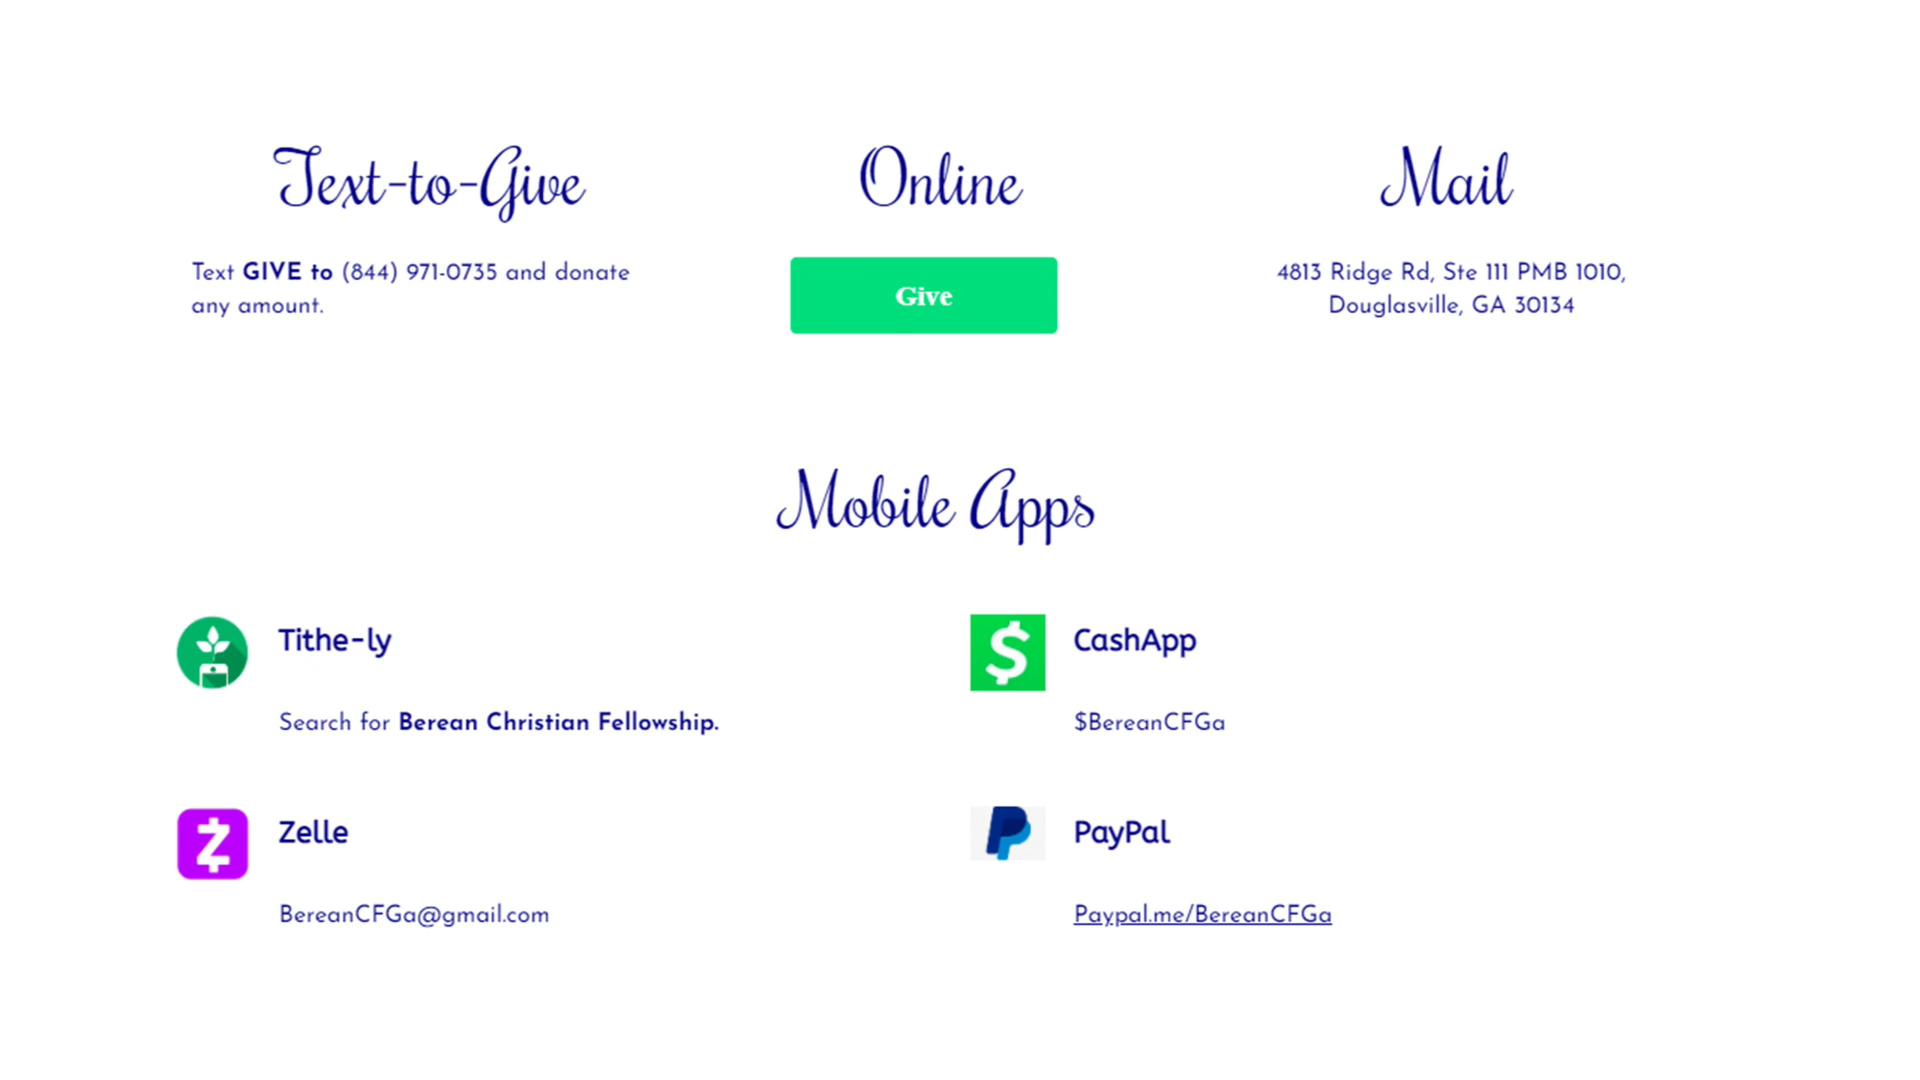 Text-to-Give
Text GIVE to (844) 971-0735 and donate
any amount.
Online
Give
Mail
4813 Ridge Rd, Ste 111 PMB 1010,
Douglasville, GA 30134
Mobile Apps
Tithe-ly
Search for Berean Christian Fellowship.
CashApp
$BereanCFGa
Zelle
BereanCFGa@gmail.com
PayPal
Paypal.me/BereanCFGa